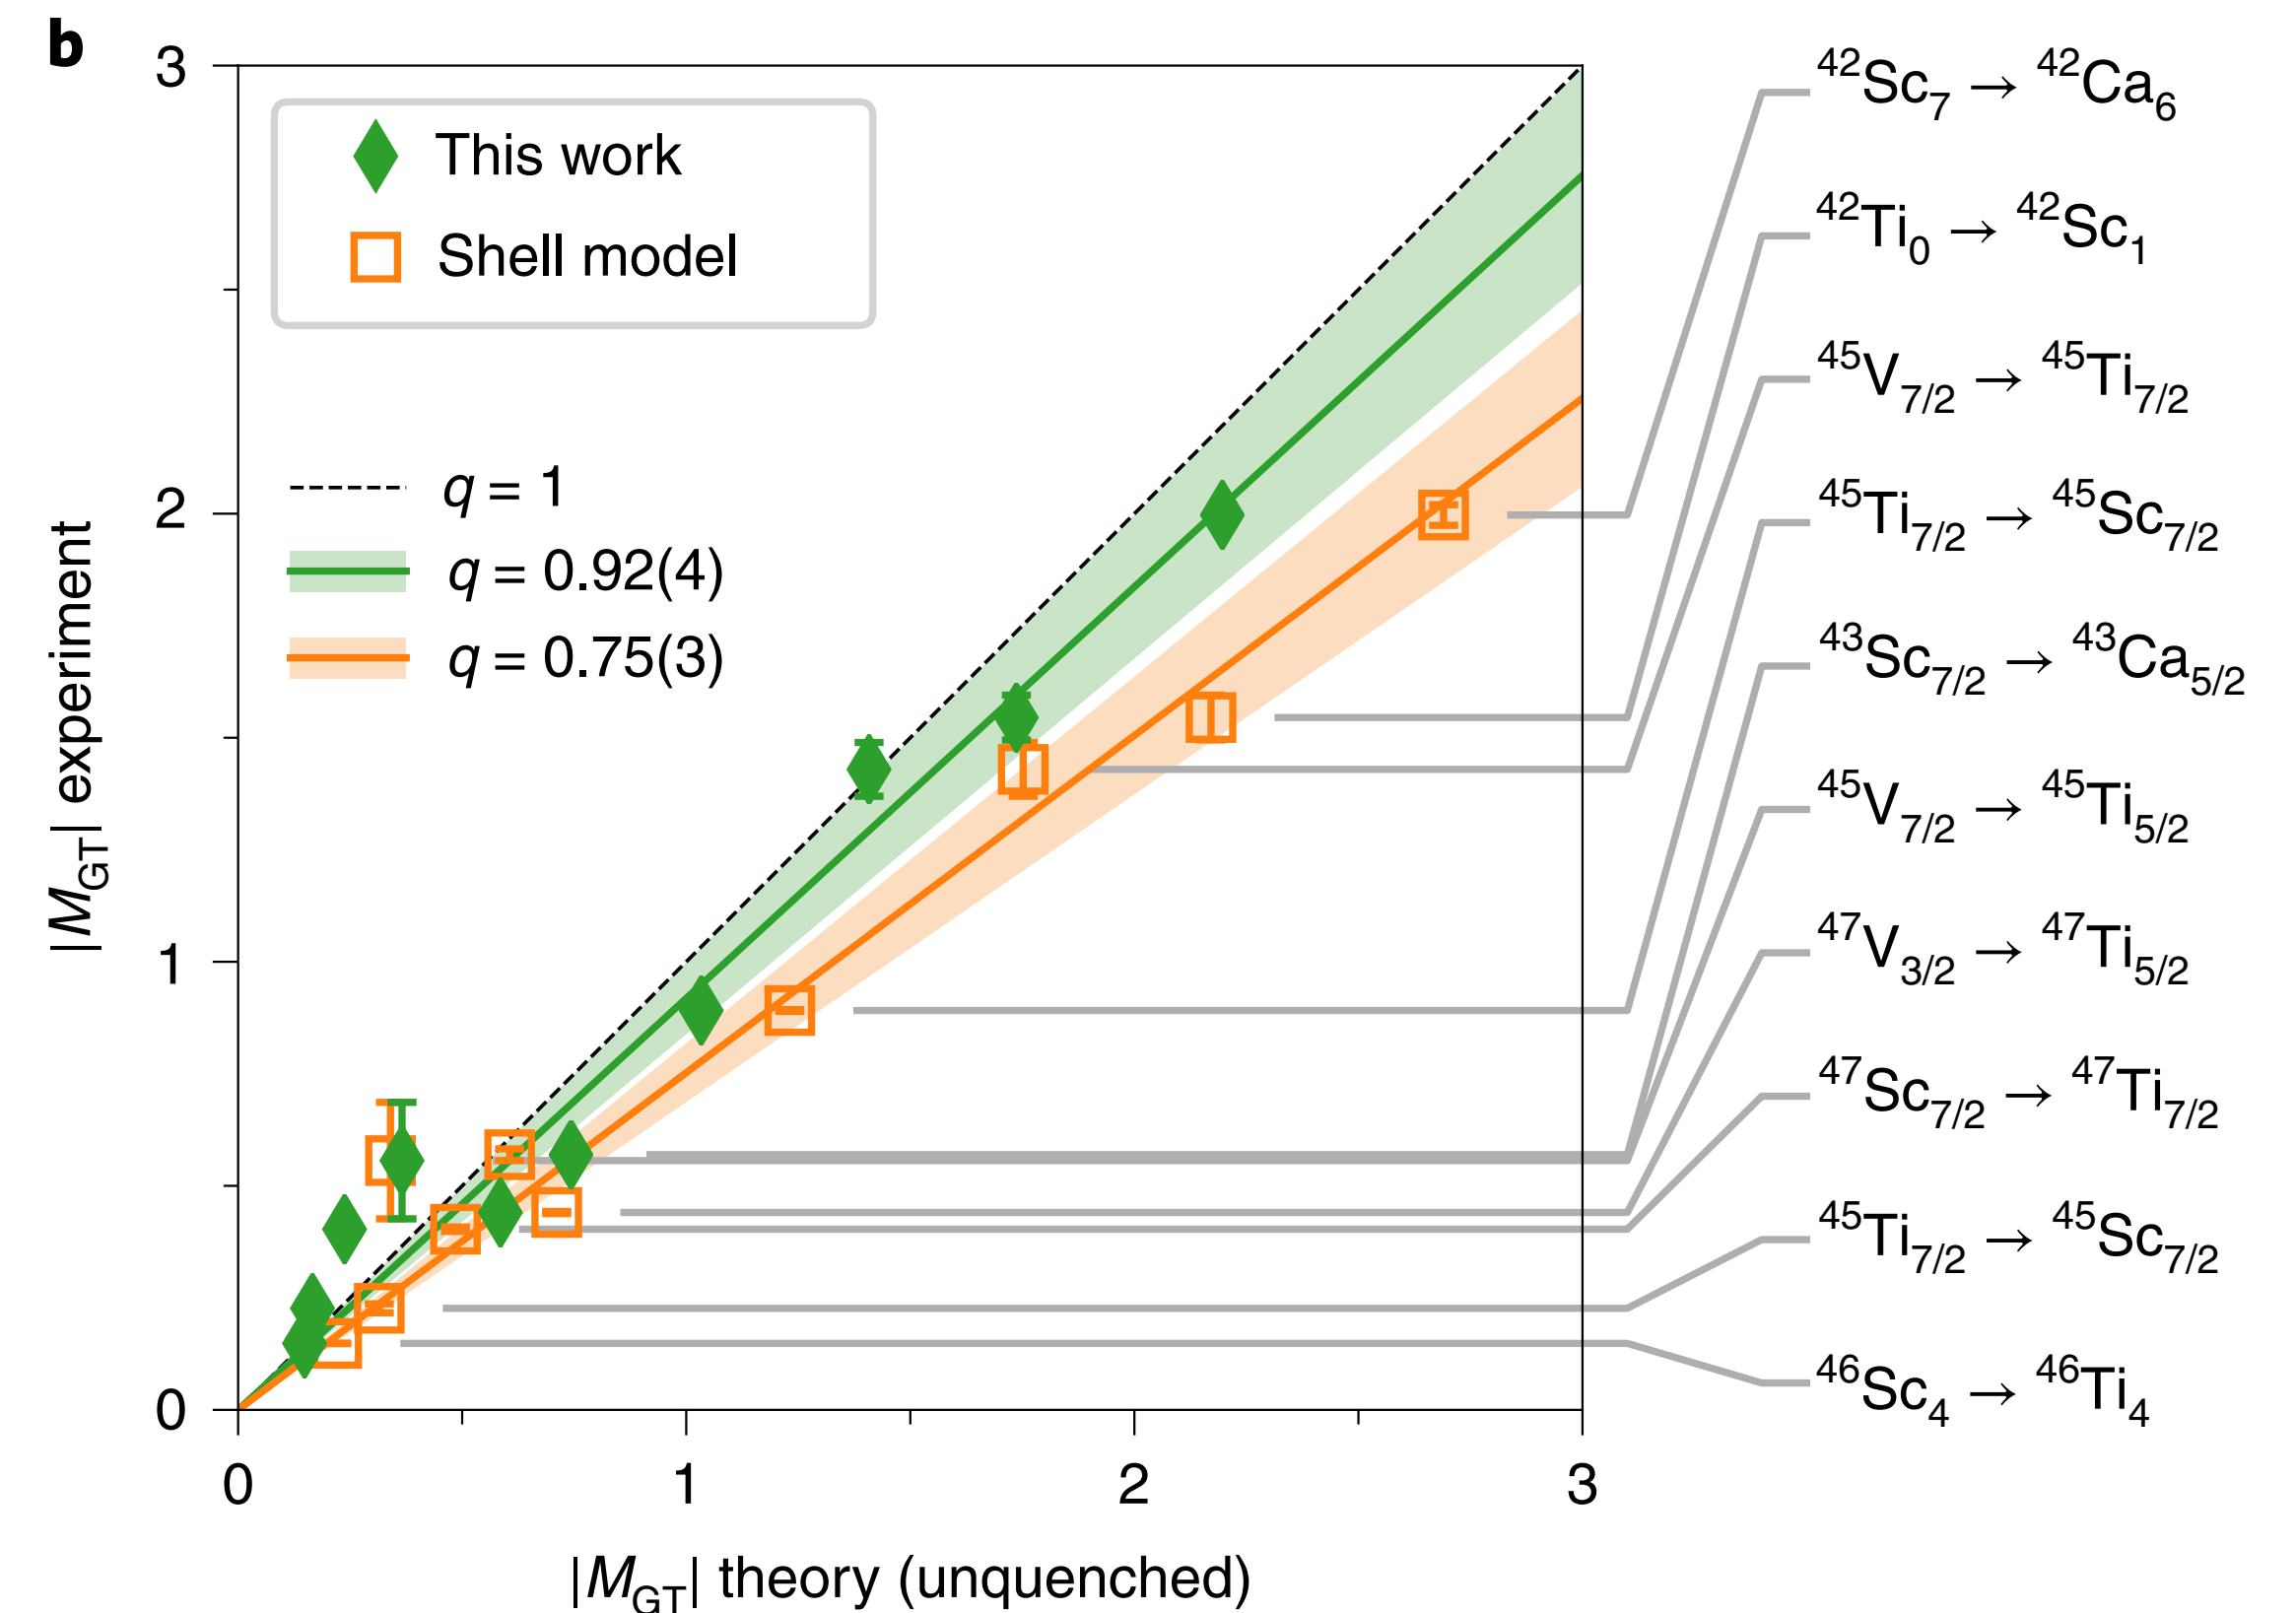 b
3
2
1
0
0 1 2 3
|M_GT| experiment
|M_GT| theory (unquenched)
This work
Shell model
q = 1
q = 0.92(4)
q = 0.75(3)
⁴²Sc₇ → ⁴²Ca₆
⁴²Ti₀ → ⁴²Sc₁
⁴⁵V₇/₂ → ⁴⁵Ti₇/₂
⁴⁵Ti₇/₂ → ⁴⁵Sc₇/₂
⁴³Sc₇/₂ → ⁴³Ca₅/₂
⁴⁵V₇/₂ → ⁴⁵Ti₅/₂
⁴⁷V₃/₂ → ⁴⁷Ti₅/₂
⁴⁷Sc₇/₂ → ⁴⁷Ti₇/₂
⁴⁵Ti₇/₂ → ⁴⁵Sc₇/₂
⁴⁶Sc₄ → ⁴⁶Ti₄